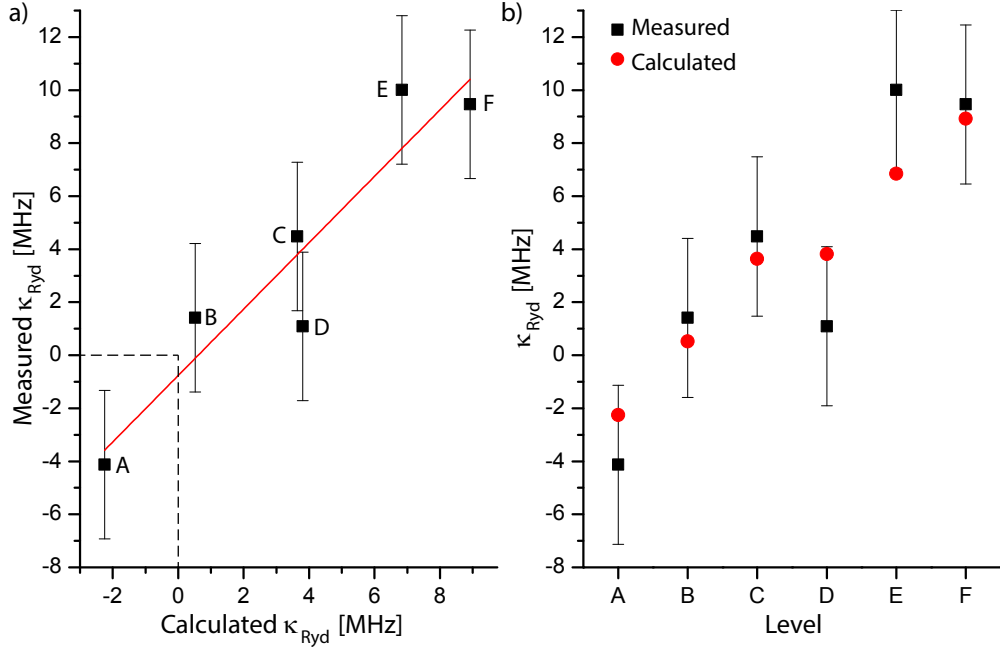 a)
12
10
8
6
4
2
0
-2
-4
-6
-8
Measured κRyd [MHz]
A
B
C
D
E
F
-2
0
2
4
6
8
Calculated κRyd [MHz]
b)
Measured
Calculated
12
10
8
6
4
2
0
-2
-4
-6
-8
κRyd [MHz]
A
B
C
D
E
F
Level